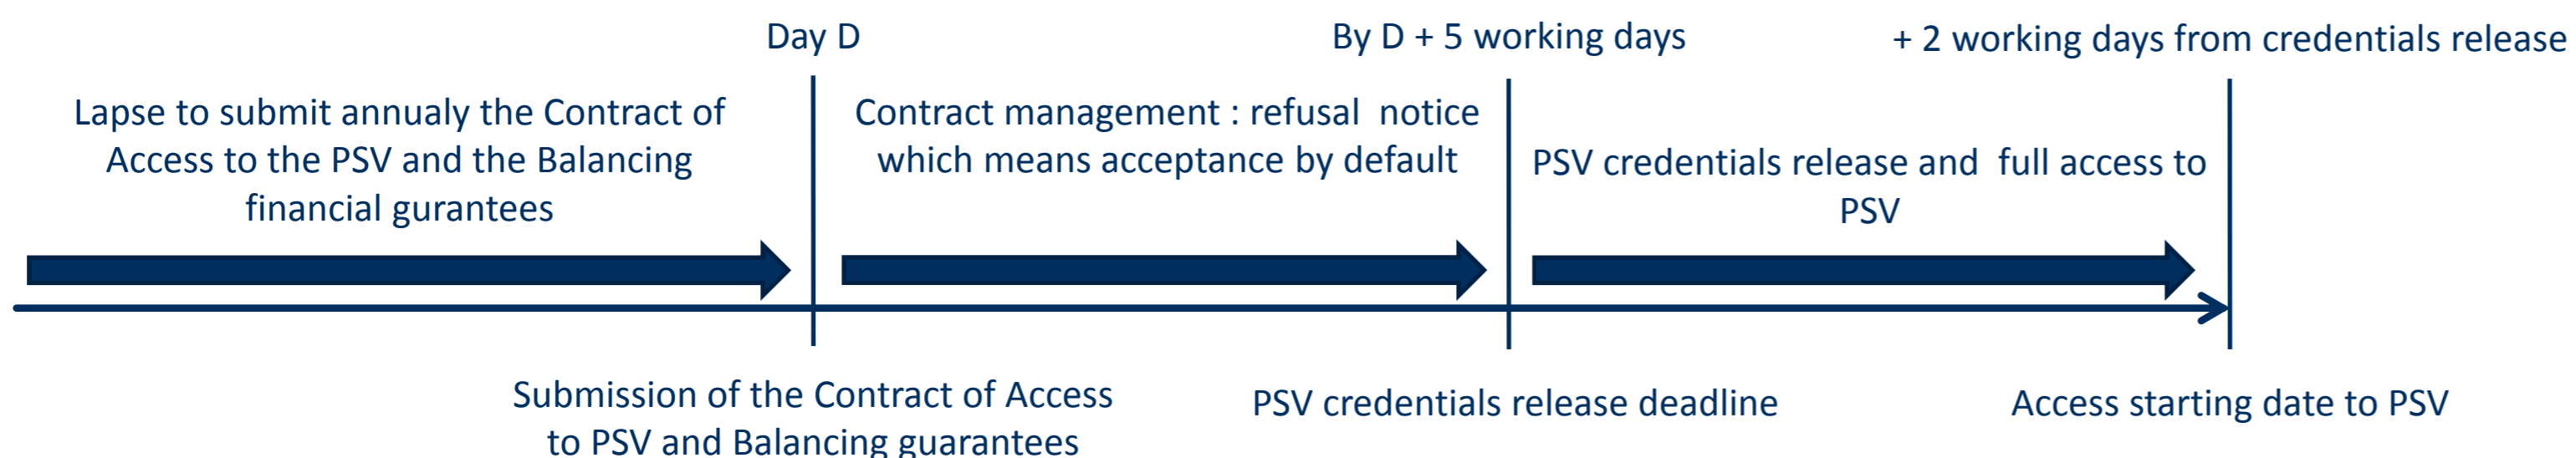 Day D
By D + 5 working days
+ 2 working days from credentials release
Lapse to submit annualy the Contract of
Access to the PSV and the Balancing
financial gurantees
Contract management : refusal  notice
which means acceptance by default
PSV credentials release and  full access to
PSV
Submission of the Contract of Access
to PSV and Balancing guarantees
PSV credentials release deadline
Access starting date to PSV